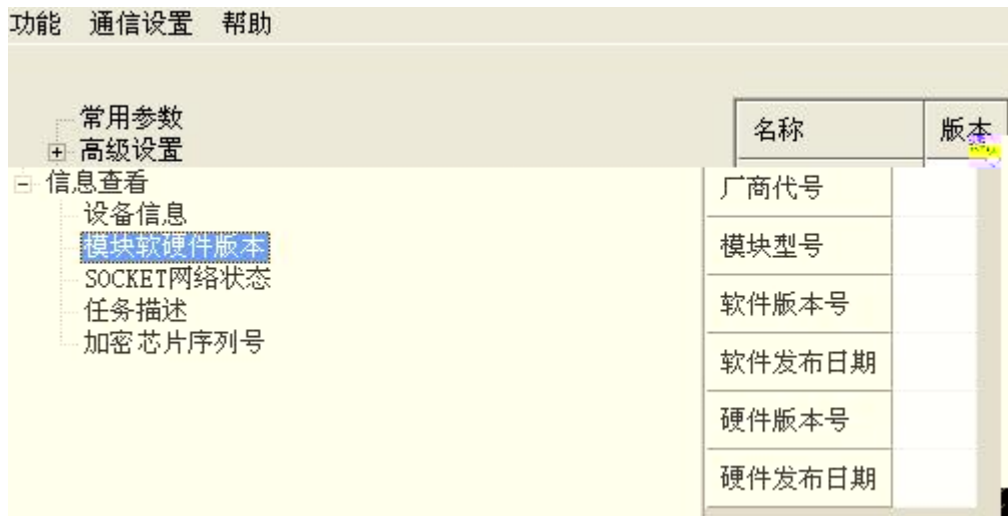 功能 通信设置 帮助
常用参数
高级设置
信息查看
设备信息
模块软硬件版本
SOCKET网络状态
任务描述
加密芯片序列号
名称 版本
厂商代号
模块型号
软件版本号
软件发布日期
硬件版本号
硬件发布日期